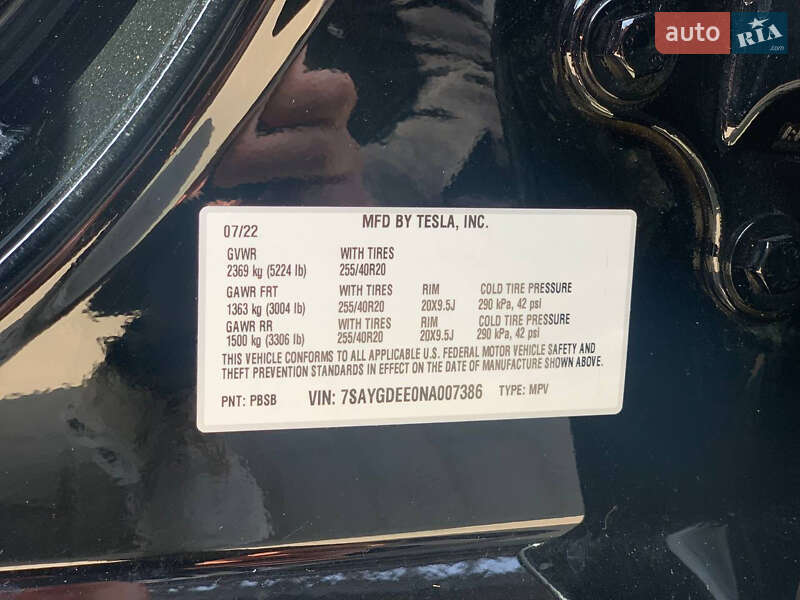 auto RIA
.com
MFD BY TESLA, INC.
07/22
GVWR WITH TIRES
2369 kg (5224 lb) 255/40R20
GAWR FRT WITH TIRES RIM COLD TIRE PRESSURE
1363 kg (3004 lb) 255/40R20 20X9.5J 290 kPa, 42 psi
GAWR RR WITH TIRES RIM COLD TIRE PRESSURE
1500 kg (3306 lb) 255/40R20 20X9.5J 290 kPa, 42 psi
THIS VEHICLE CONFORMS TO ALL APPLICABLE U.S. FEDERAL MOTOR VEHICLE SAFETY AND
THEFT PREVENTION STANDARDS IN EFFECT ON THE DATE OF MANUFACTURE SHOWN ABOVE.
PNT: PBSB VIN: 7SAYGDEE0NA007386 TYPE: MPV